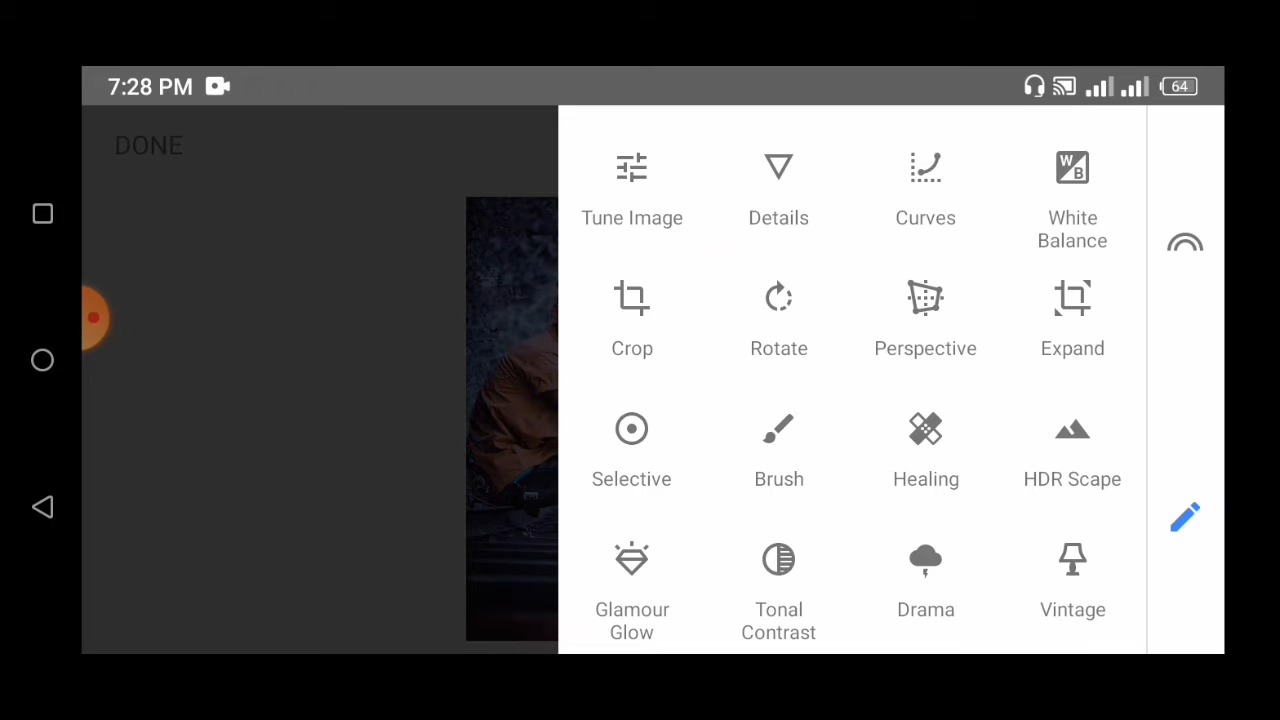 7:28 PM
64
DONE
Tune Image
Details
Curves
White
Balance
W
B
Crop
Rotate
Perspective
Expand
Selective
Brush
Healing
HDR Scape
Glamour
Glow
Tonal
Contrast
Drama
Vintage